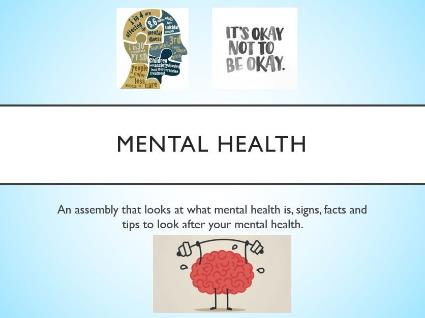 IT'S OKAY
NOT TO
BE OKAY.
MENTAL HEALTH
An assembly that looks at what mental health is, signs, facts and
tips to look after your mental health.